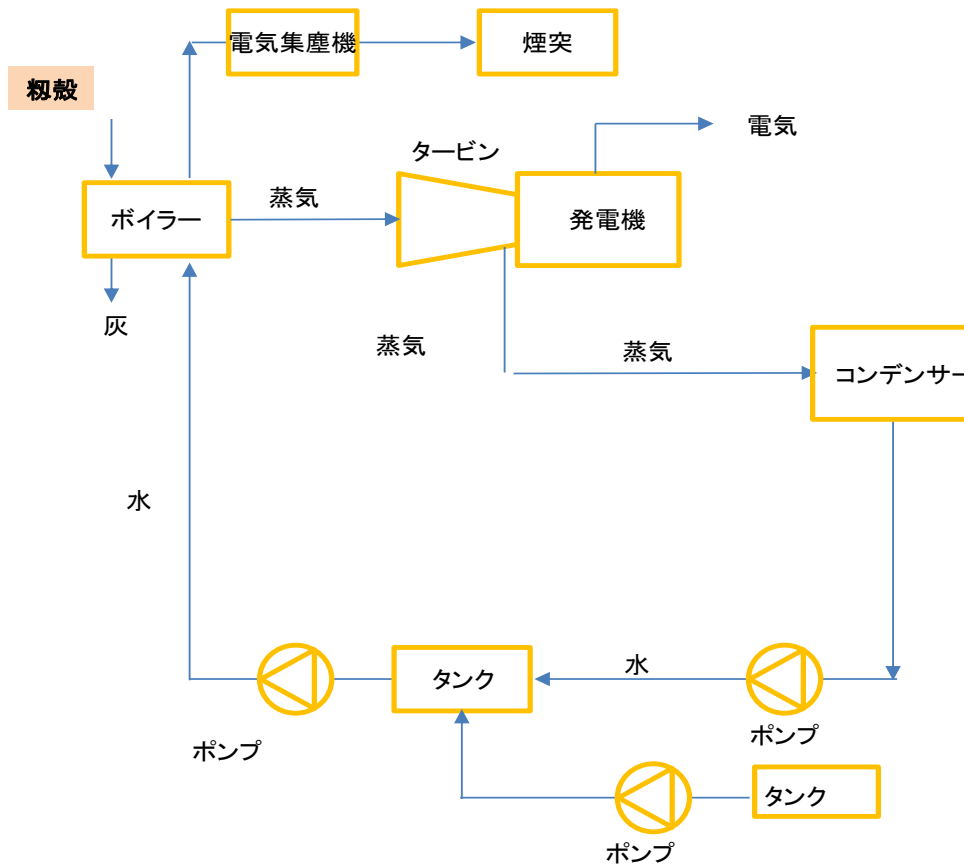 電気集塵機
煙突
籾殻
電気
タービン
ボイラー
蒸気
発電機
灰
蒸気
蒸気
コンデンサー
水
水
タンク
ポンプ
ポンプ
タンク
ポンプ